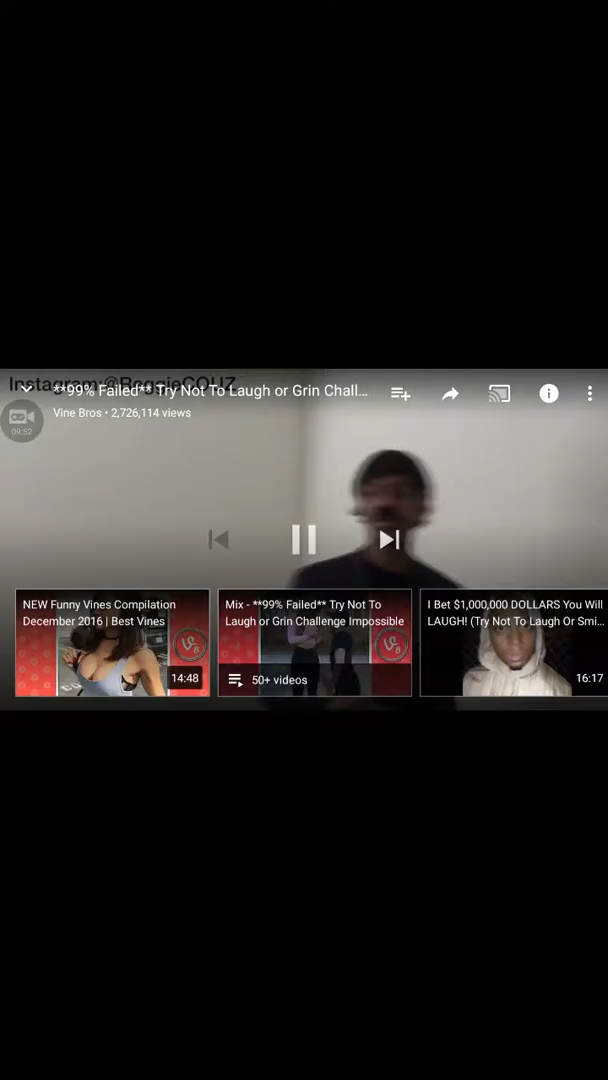 Instagram:@ReggieCOUZ
**99% Failed** Try Not To Laugh or Grin Chall...
Vine Bros • 2,726,114 views
09:52
NEW Funny Vines Compilation
December 2016 | Best Vines
14:48
Mix - **99% Failed** Try Not To
Laugh or Grin Challenge Impossible
50+ videos
I Bet $1,000,000 DOLLARS You Will
LAUGH! (Try Not To Laugh Or Smi...
16:17